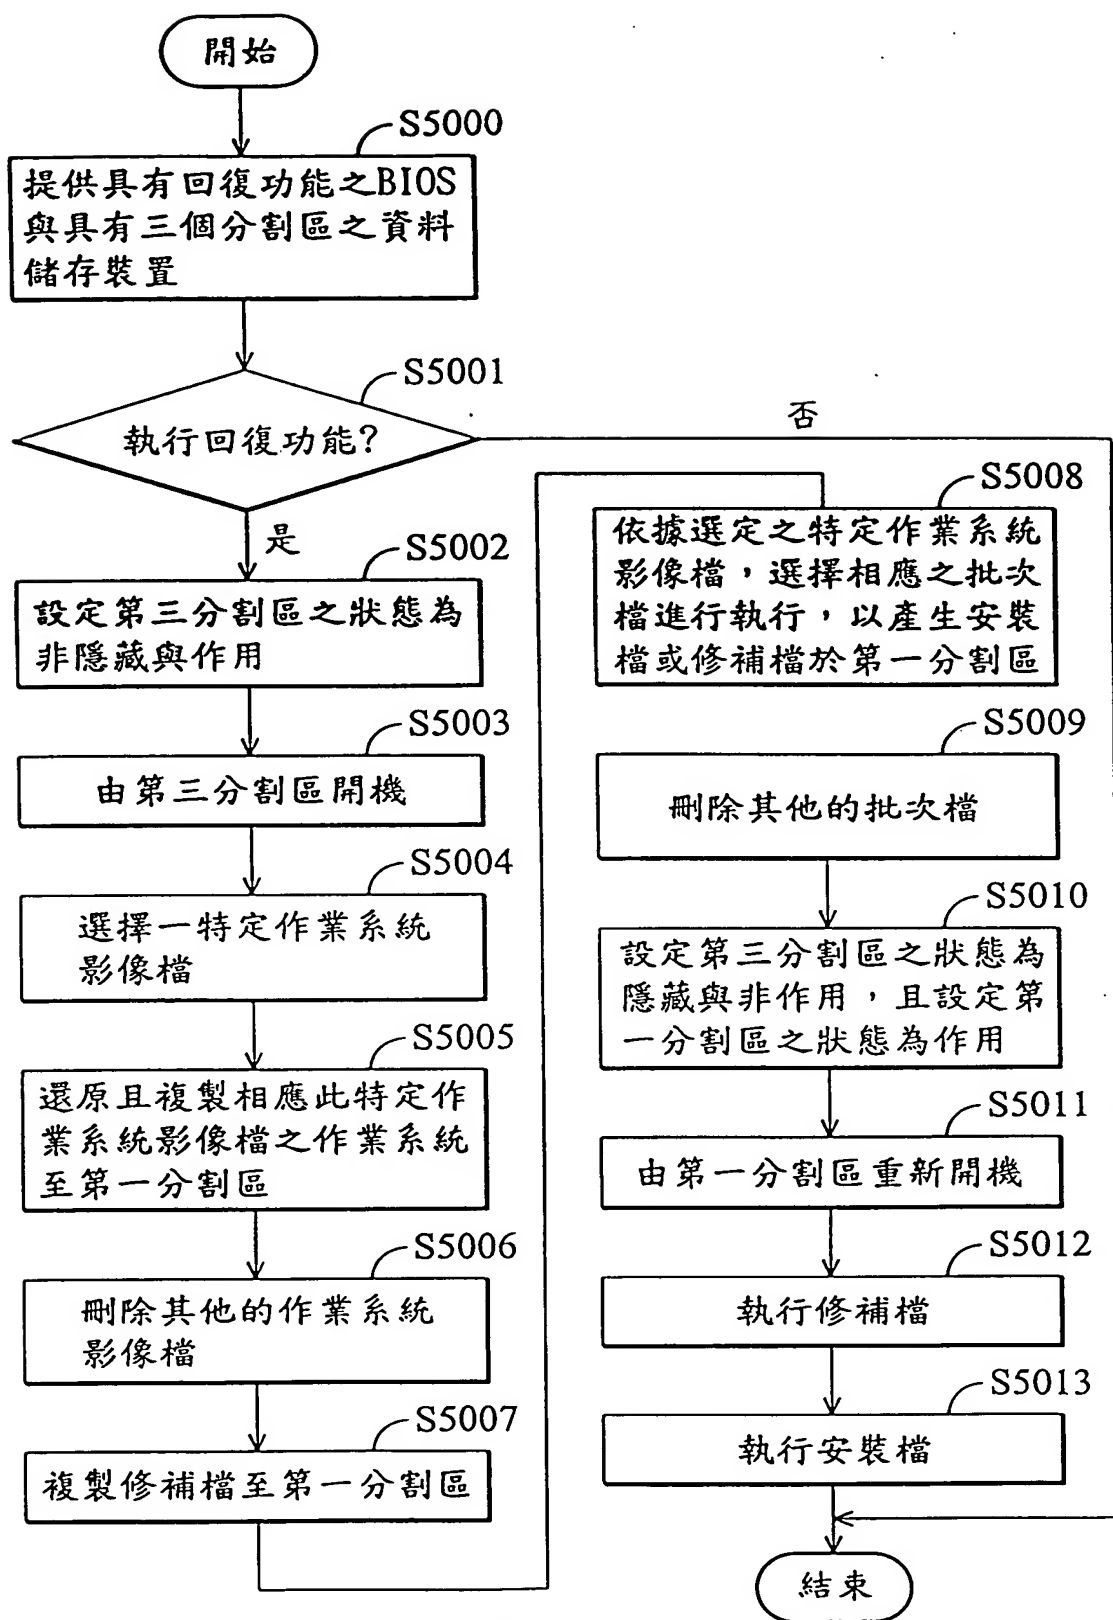 開始
S5000
提供具有回復功能之BIOS
與具有三個分割區之資料
儲存裝置
S5001
執行回復功能?
否
是
S5002
設定第三分割區之狀態為
非隱藏與作用
S5003
由第三分割區開機
S5004
選擇一特定作業系統
影像檔
S5005
還原且複製相應此特定作
業系統影像檔之作業系統
至第一分割區
S5006
刪除其他的作業系統
影像檔
S5007
複製修補檔至第一分割區
S5008
依據選定之特定作業系統
影像檔，選擇相應之批次
檔進行執行，以產生安裝
檔或修補檔於第一分割區
S5009
刪除其他的批次檔
S5010
設定第三分割區之狀態為
隱藏與非作用，且設定第
一分割區之狀態為作用
S5011
由第一分割區重新開機
S5012
執行修補檔
S5013
執行安裝檔
結束